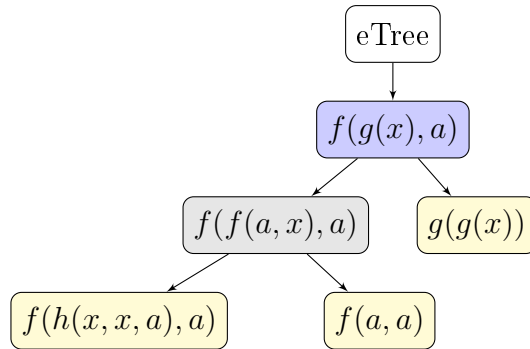 eTree
f(g(x), a)
f(f(a, x), a)
g(g(x))
f(h(x, x, a), a)
f(a, a)